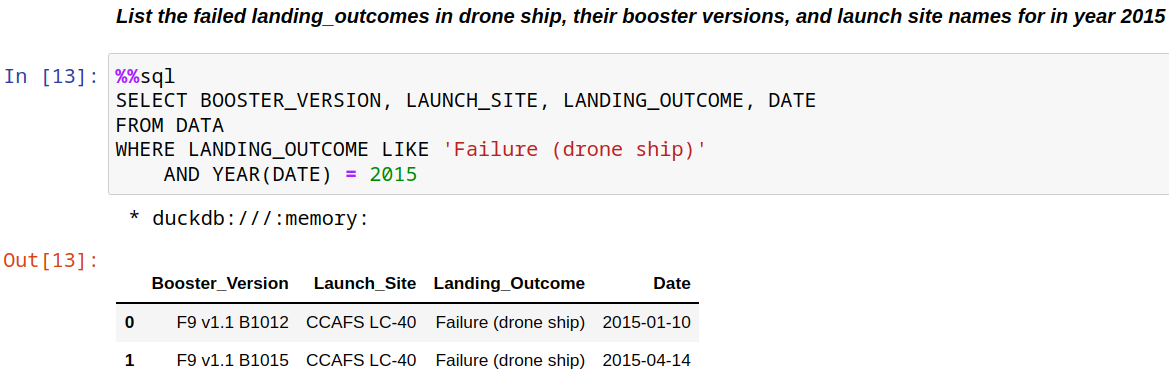 List the failed landing_outcomes in drone ship, their booster versions, and launch site names for in year 2015
In [13]: %%sql
SELECT BOOSTER_VERSION, LAUNCH_SITE, LANDING_OUTCOME, DATE
FROM DATA
WHERE LANDING_OUTCOME LIKE 'Failure (drone ship)'
    AND YEAR(DATE) = 2015
* duckdb:///:memory:
Out[13]:
Booster_Version Launch_Site Landing_Outcome Date
0 F9 v1.1 B1012 CCAFS LC-40 Failure (drone ship) 2015-01-10
1 F9 v1.1 B1015 CCAFS LC-40 Failure (drone ship) 2015-04-14